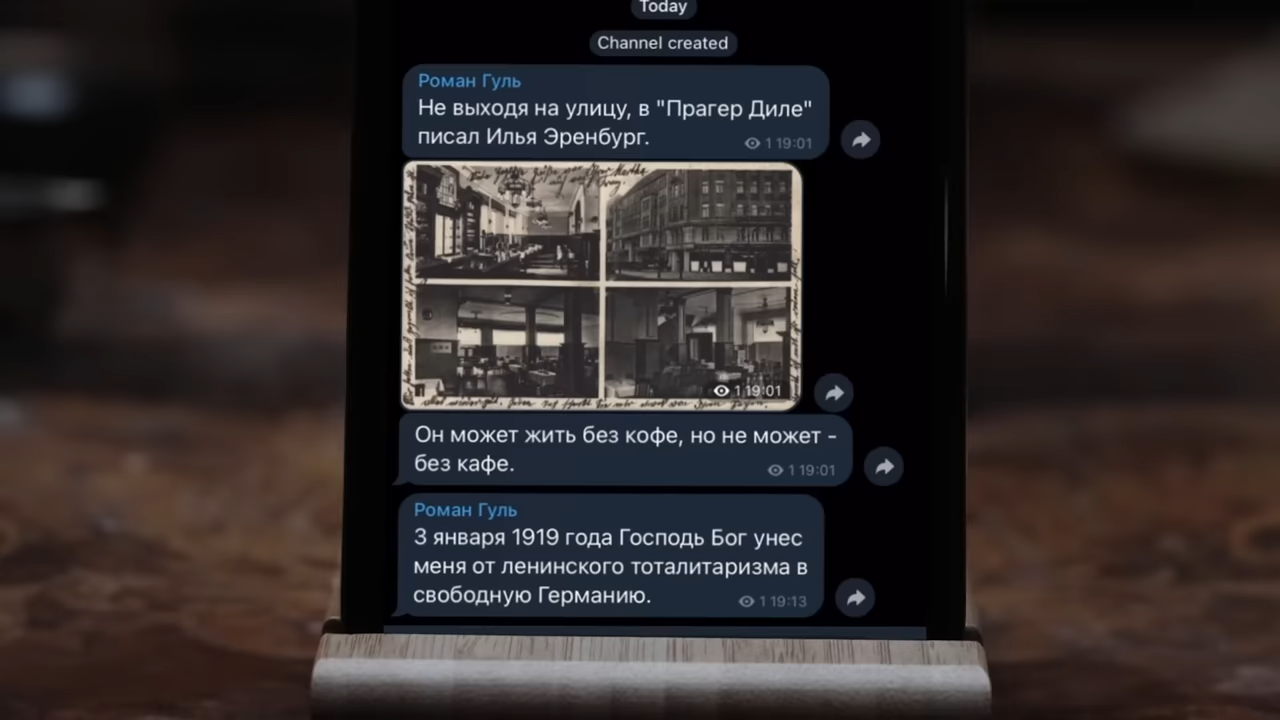 Today
Channel created
Роман Гуль
Не выходя на улицу, в "Прагер Диле"
писал Илья Эренбург.
1 19:01
1 19:01
Он может жить без кофе, но не может -
без кафе.
1 19:01
Роман Гуль
3 января 1919 года Господь Бог унес
меня от ленинского тоталитаризма в
свободную Германию.
1 19:13